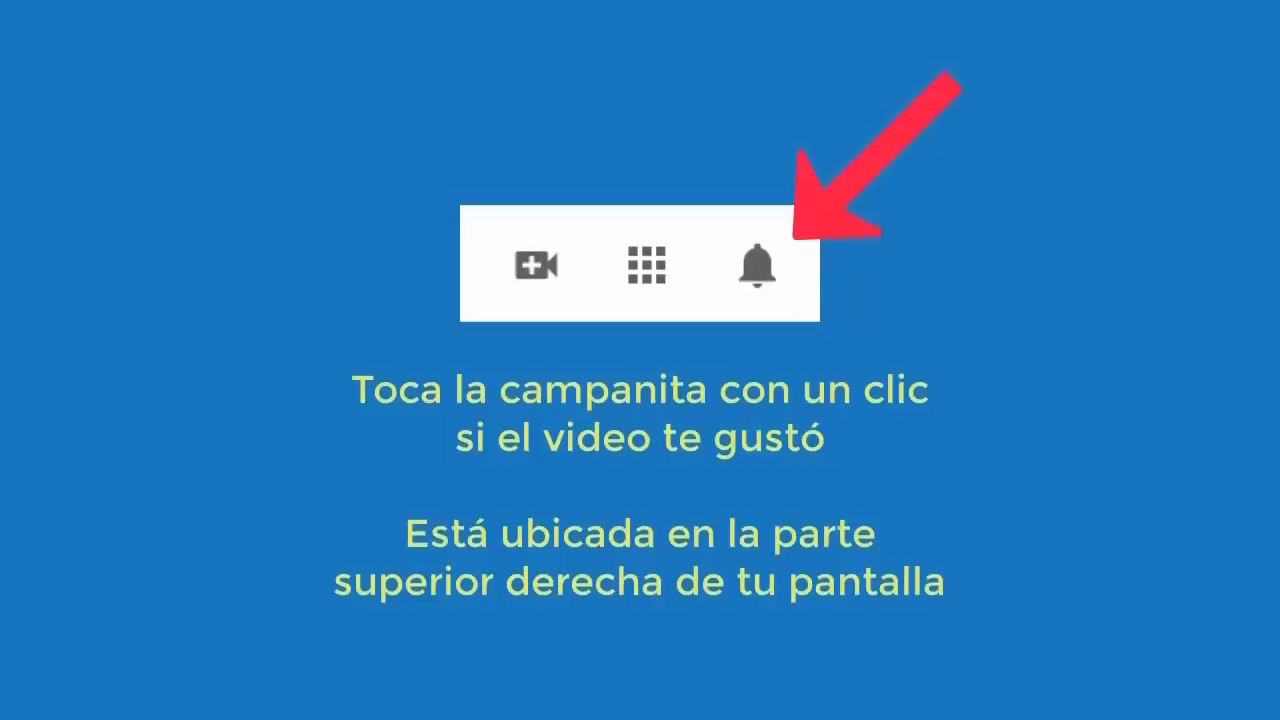 Toca la campanita con un clic
si el video te gustó
Está ubicada en la parte
superior derecha de tu pantalla